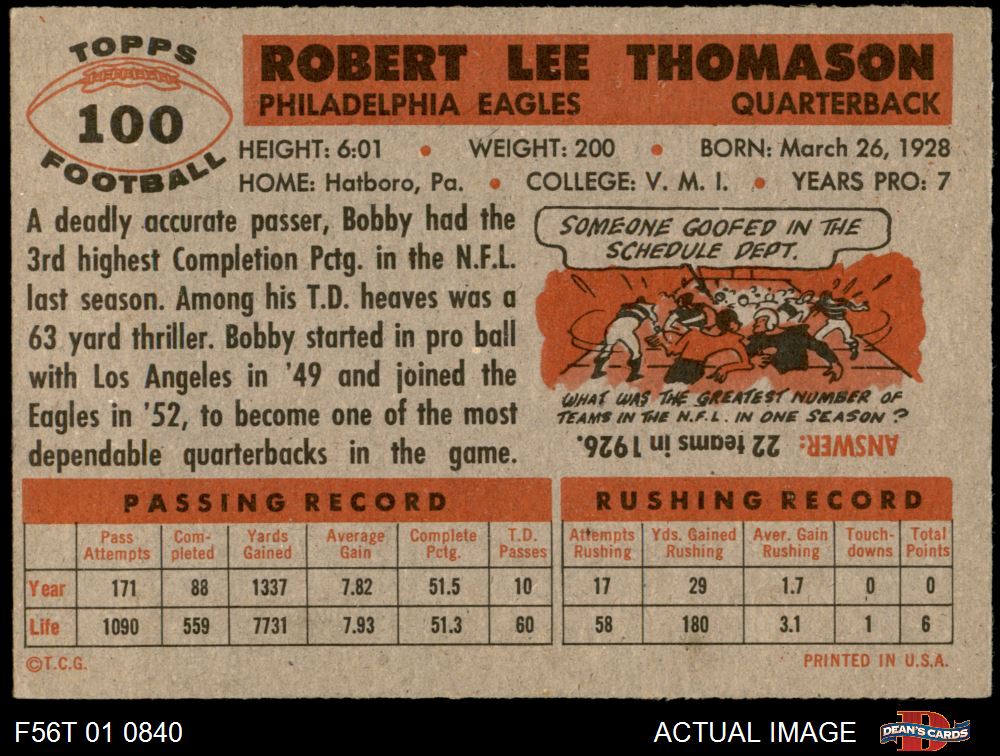 TOPPS
100
FOOTBALL
ROBERT LEE THOMASON
PHILADELPHIA EAGLES QUARTERBACK
HEIGHT: 6:01 • WEIGHT: 200 • BORN: March 26, 1928
HOME: Hatboro, Pa. • COLLEGE: V. M. I. • YEARS PRO: 7
A deadly accurate passer, Bobby had the
3rd highest Completion Pctg. in the N.F.L.
last season. Among his T.D. heaves was a
63 yard thriller. Bobby started in pro ball
with Los Angeles in '49 and joined the
Eagles in '52, to become one of the most
dependable quarterbacks in the game.
SOMEONE GOOFED IN THE
SCHEDULE DEPT.
WHAT WAS THE GREATEST NUMBER OF
TEAMS IN THE N.F.L. IN ONE SEASON?
ANSWER: 22 teams in 1926.
PASSING RECORD
Pass Attempts Com-pleted Yards Gained Average Gain Complete Pctg. T.D. Passes
Year 171 88 1337 7.82 51.5 10
Life 1090 559 7731 7.93 51.3 60
RUSHING RECORD
Attempts Rushing Yds. Gained Rushing Aver. Gain Rushing Touch-downs Total Points
17 29 1.7 0 0
58 180 3.1 1 6
©T.C.G. PRINTED IN U.S.A.
F56T 01 0840 ACTUAL IMAGE DEAN'S CARDS